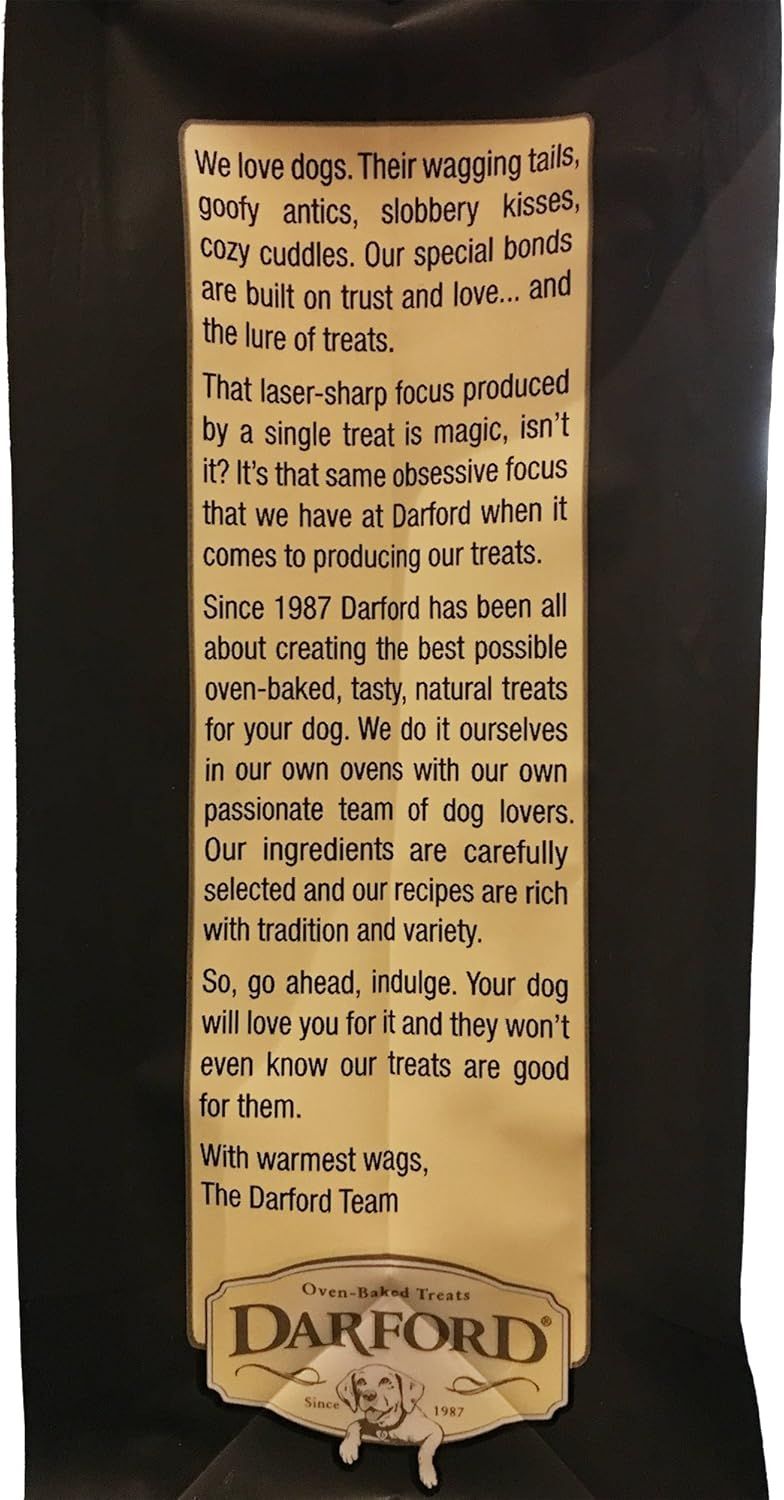 We love dogs. Their wagging tails,
goofy antics, slobbery kisses,
cozy cuddles. Our special bonds
are built on trust and love... and
the lure of treats.
That laser-sharp focus produced
by a single treat is magic, isn't
it? It's that same obsessive focus
that we have at Darford when it
comes to producing our treats.
Since 1987 Darford has been all
about creating the best possible
oven-baked, tasty, natural treats
for your dog. We do it ourselves
in our own ovens with our own
passionate team of dog lovers.
Our ingredients are carefully
selected and our recipes are rich
with tradition and variety.
So, go ahead, indulge. Your dog
will love you for it and they won't
even know our treats are good
for them.
With warmest wags,
The Darford Team
Oven-Baked Treats
DARFORD®
Since 1987